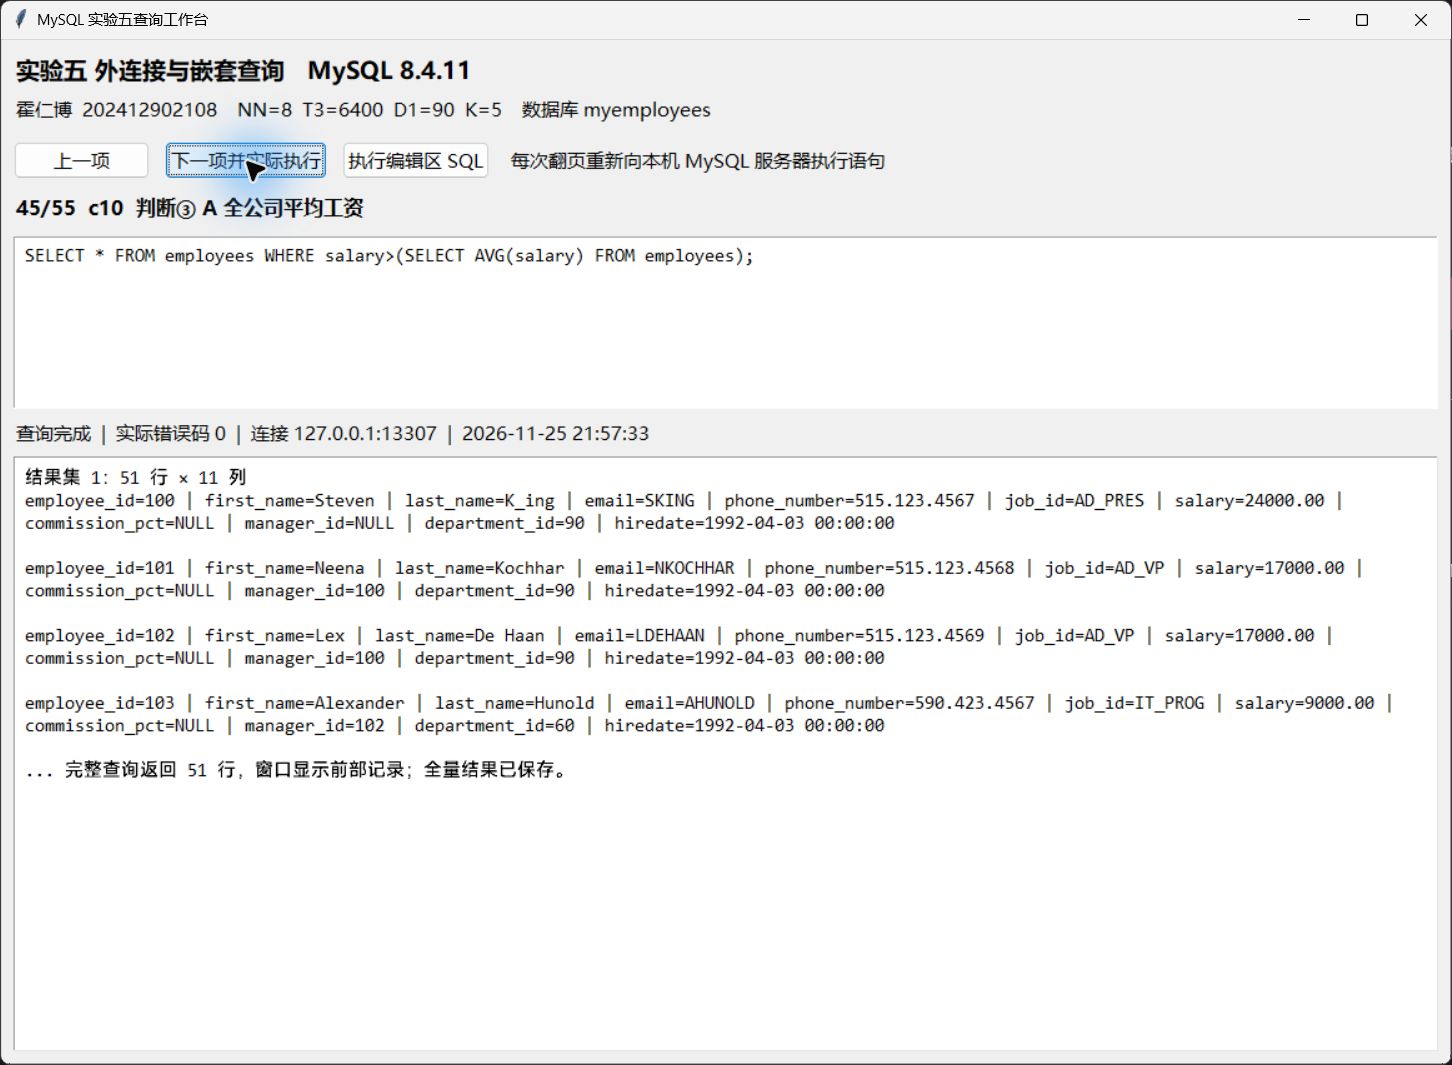 MySQL 实验五查询工作台
实验五 外连接与嵌套查询 MySQL 8.4.11
霍仁博 202412902108 NN=8 T3=6400 D1=90 K=5 数据库 myemployees
上一项 下一项并实际执行 执行编辑区 SQL 每次翻页重新向本机 MySQL 服务器执行语句
45/55 c10 判断③ A 全公司平均工资
SELECT * FROM employees WHERE salary>(SELECT AVG(salary) FROM employees);
查询完成 | 实际错误码 0 | 连接 127.0.0.1:13307 | 2026-11-25 21:57:33
结果集 1: 51 行 × 11 列
employee_id=100 | first_name=Steven | last_name=K_ing | email=SKING | phone_number=515.123.4567 | job_id=AD_PRES | salary=24000.00 |
commission_pct=NULL | manager_id=NULL | department_id=90 | hiredate=1992-04-03 00:00:00
employee_id=101 | first_name=Neena | last_name=Kochhar | email=NKOCHHAR | phone_number=515.123.4568 | job_id=AD_VP | salary=17000.00 |
commission_pct=NULL | manager_id=100 | department_id=90 | hiredate=1992-04-03 00:00:00
employee_id=102 | first_name=Lex | last_name=De Haan | email=LDEHAAN | phone_number=515.123.4569 | job_id=AD_VP | salary=17000.00 |
commission_pct=NULL | manager_id=100 | department_id=90 | hiredate=1992-04-03 00:00:00
employee_id=103 | first_name=Alexander | last_name=Hunold | email=AHUNOLD | phone_number=590.423.4567 | job_id=IT_PROG | salary=9000.00 |
commission_pct=NULL | manager_id=102 | department_id=60 | hiredate=1992-04-03 00:00:00
... 完整查询返回 51 行，窗口显示前部记录；全量结果已保存。